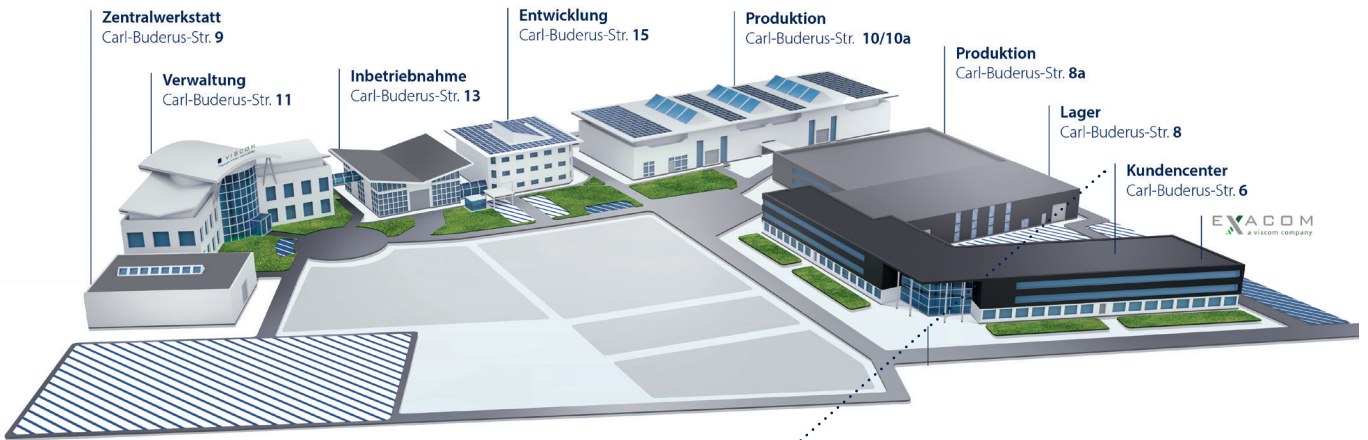 Zentralwerkstatt
Carl-Buderus-Str. 9
Verwaltung
Carl-Buderus-Str. 11
Inbetriebnahme
Carl-Buderus-Str. 13
Entwicklung
Carl-Buderus-Str. 15
Produktion
Carl-Buderus-Str. 10/10a
Produktion
Carl-Buderus-Str. 8a
Lager
Carl-Buderus-Str. 8
Kundencenter
Carl-Buderus-Str. 6
EXACOM
a viscom company
VISCOM